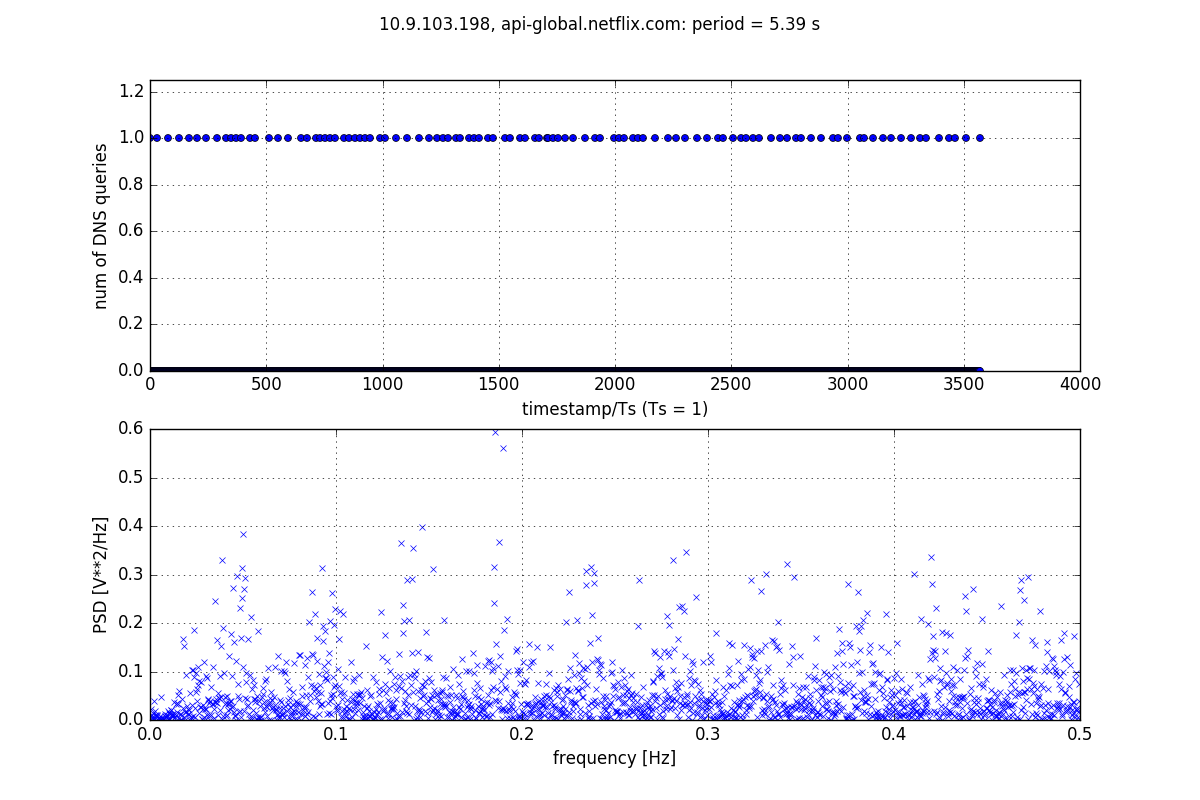 10.9.103.198, api-global.netflix.com: period = 5.39 s
1.2
1.0
0.8
0.6
0.4
0.2
0.0
num of DNS queries
0 500 1000 1500 2000 2500 3000 3500 4000
timestamp/Ts (Ts = 1)
0.6
0.5
0.4
0.3
0.2
0.1
0.0
PSD [V**2/Hz]
0.0 0.1 0.2 0.3 0.4 0.5
frequency [Hz]